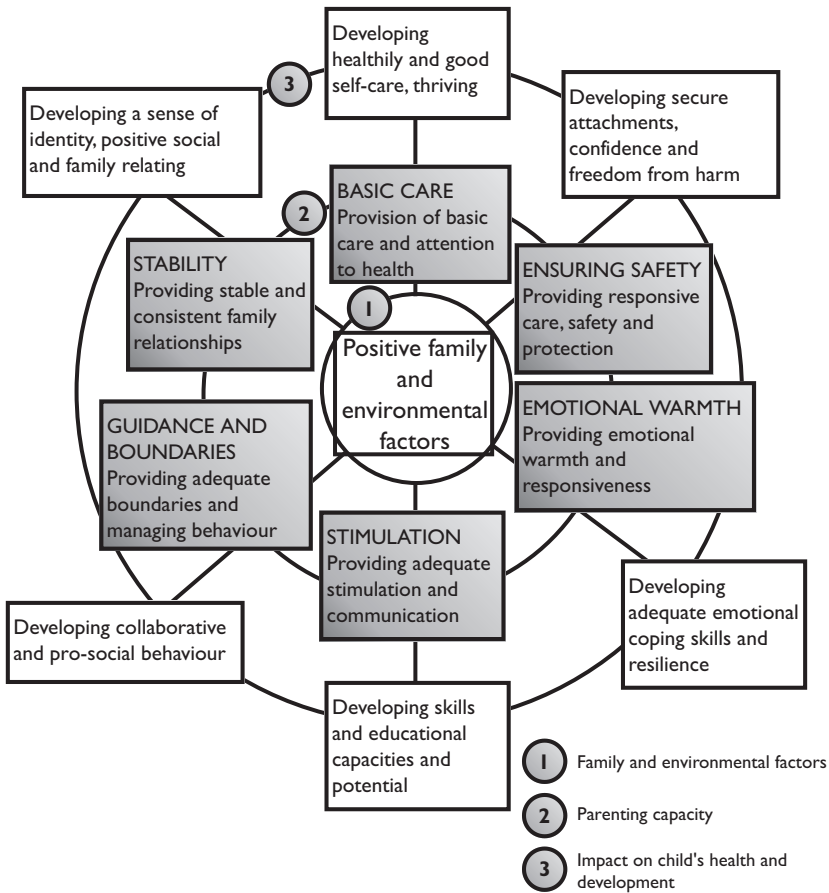 Developing
healthily and good
self-care, thriving
3
Developing a sense of
identity, positive social
and family relating
Developing secure
attachments,
confidence and
freedom from harm
2
BASIC CARE
Provision of basic
care and attention
to health
STABILITY
Providing stable and
consistent family
relationships
ENSURING SAFETY
Providing responsive
care, safety and
protection
1
Positive family
and
environmental
factors
GUIDANCE AND
BOUNDARIES
Providing adequate
boundaries and
managing behaviour
EMOTIONAL WARMTH
Providing emotional
warmth and
responsiveness
STIMULATION
Providing adequate
stimulation and
communication
Developing collaborative
and pro-social behaviour
Developing
adequate emotional
coping skills and
resilience
Developing skills
and educational
capacities and
potential
1 Family and environmental factors
2 Parenting capacity
3 Impact on child's health and
development